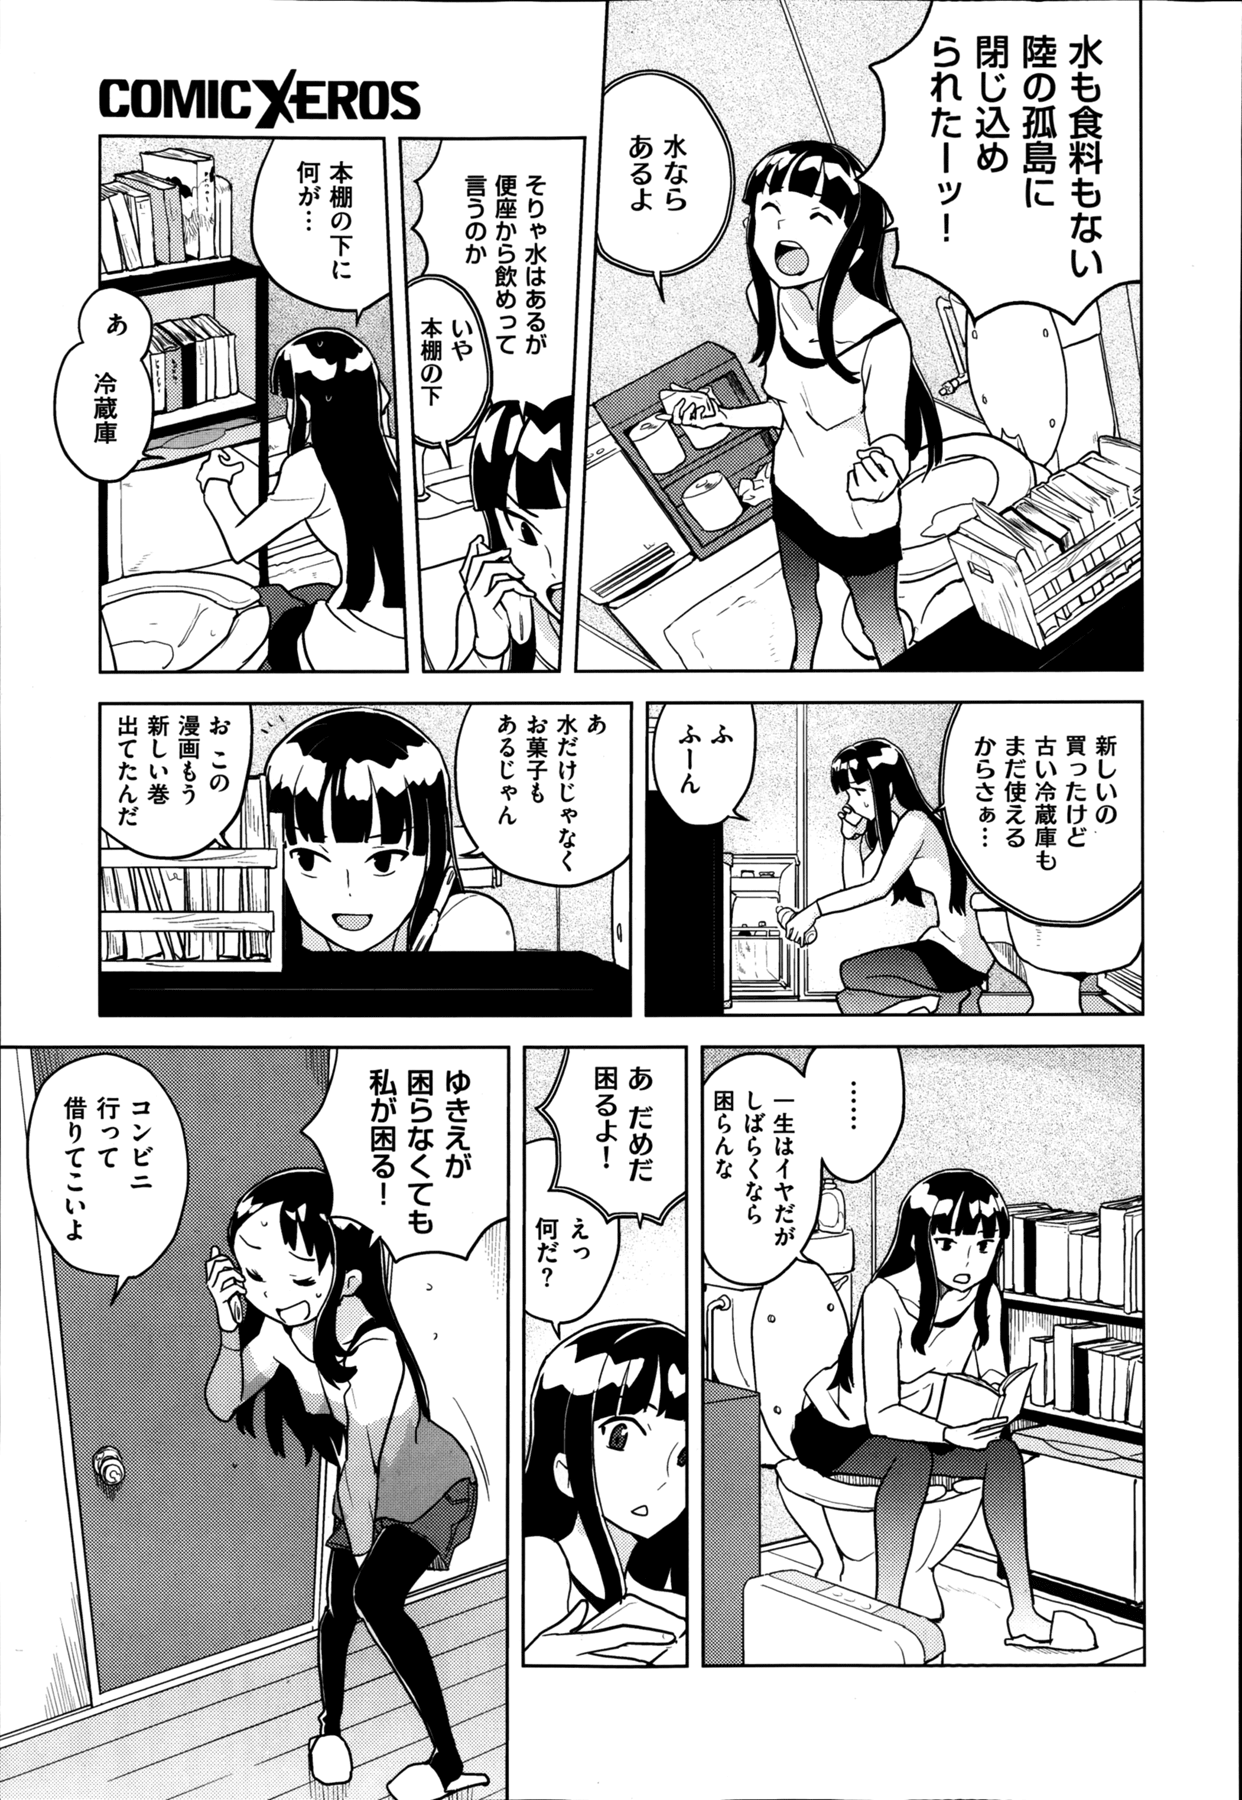 COMIC X-EROS
水も食料もない
陸の孤島に
閉じ込め
られたーッ！
水なら
あるよ
そりゃ水はあるが
便座から飲めって
言うのか
いや
本棚の下
本棚の下に
何が…
あ
冷蔵庫
新しいの
買ったけど
古い冷蔵庫も
まだ使える
からさぁ…
ふ
ふーん
あ
水だけじゃなく
お菓子も
あるじゃん
お この
漫画もう
新しい巻
出てたんだ
……
一生はイヤだが
しばらくなら
困らんな
あ だめだ
困るよ！
えっ
何だ？
ゆきえが
困らなくても
私が困る！
コンビニ
行って
借りてこいよ